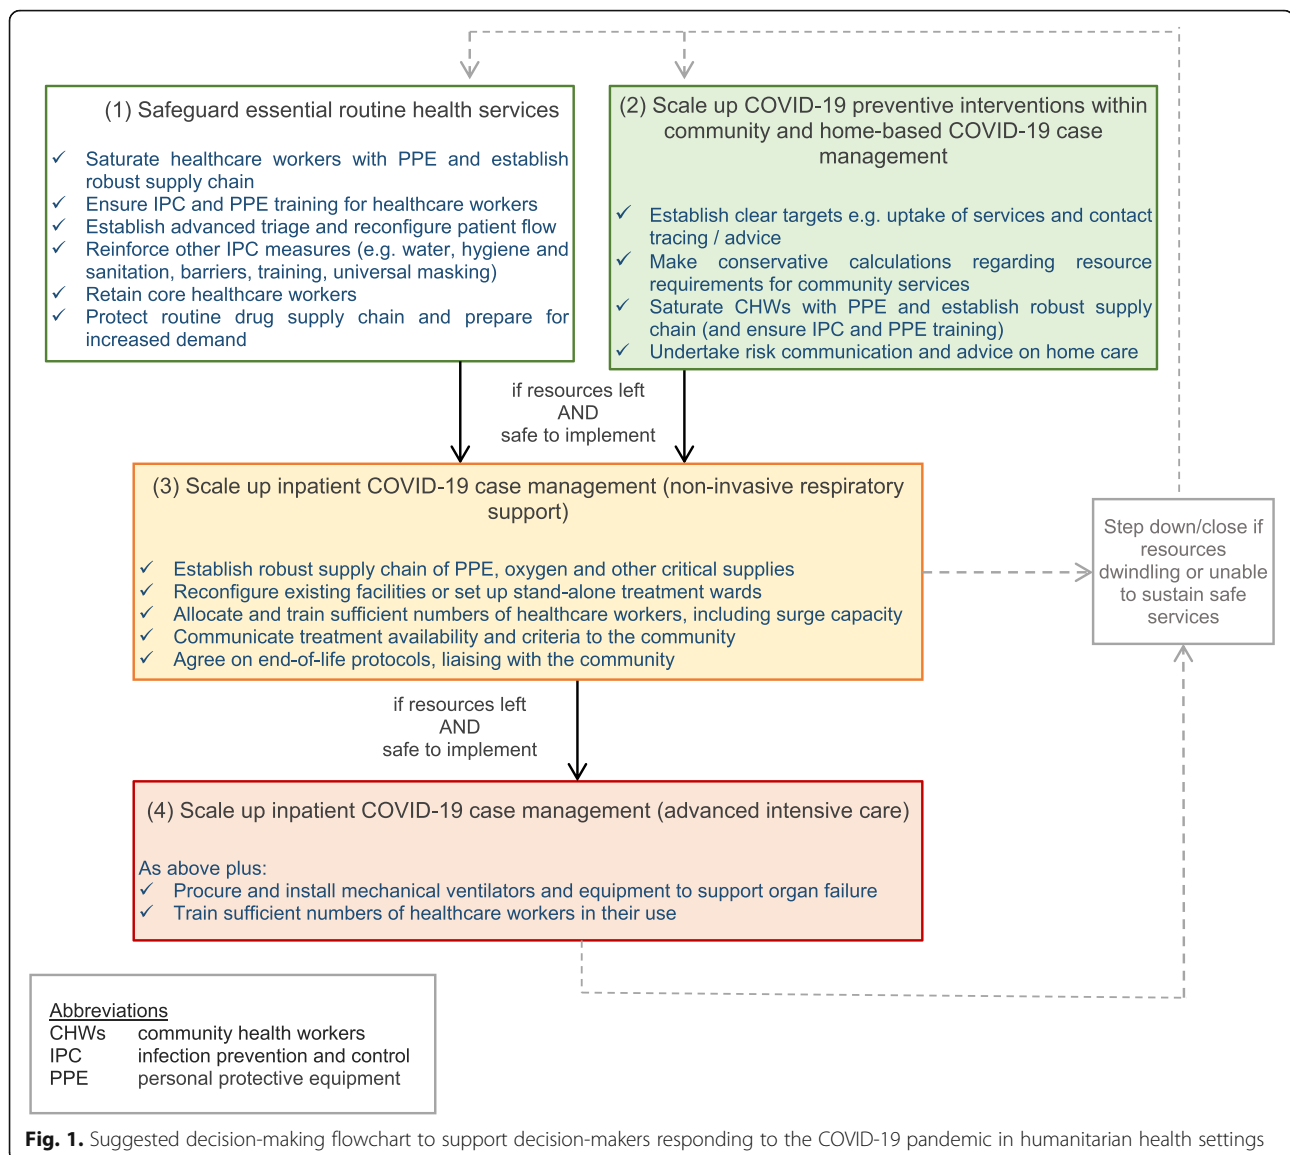 (1) Safeguard essential routine health services
✓ Saturate healthcare workers with PPE and establish
robust supply chain
✓ Ensure IPC and PPE training for healthcare workers
✓ Establish advanced triage and reconfigure patient flow
✓ Reinforce other IPC measures (e.g. water, hygiene and
sanitation, barriers, training, universal masking)
✓ Retain core healthcare workers
✓ Protect routine drug supply chain and prepare for
increased demand
(2) Scale up COVID-19 preventive interventions within
community and home-based COVID-19 case
management
✓ Establish clear targets e.g. uptake of services and contact
tracing / advice
✓ Make conservative calculations regarding resource
requirements for community services
✓ Saturate CHWs with PPE and establish robust supply
chain (and ensure IPC and PPE training)
✓ Undertake risk communication and advice on home care
if resources left
AND
safe to implement
(3) Scale up inpatient COVID-19 case management (non-invasive respiratory
support)
✓ Establish robust supply chain of PPE, oxygen and other critical supplies
✓ Reconfigure existing facilities or set up stand-alone treatment wards
✓ Allocate and train sufficient numbers of healthcare workers, including surge capacity
✓ Communicate treatment availability and criteria to the community
✓ Agree on end-of-life protocols, liaising with the community
Step down/close if
resources
dwindling or unable
to sustain safe
services
if resources left
AND
safe to implement
(4) Scale up inpatient COVID-19 case management (advanced intensive care)
As above plus:
✓ Procure and install mechanical ventilators and equipment to support organ failure
✓ Train sufficient numbers of healthcare workers in their use
Abbreviations
CHWs community health workers
IPC infection prevention and control
PPE personal protective equipment
Fig. 1. Suggested decision-making flowchart to support decision-makers responding to the COVID-19 pandemic in humanitarian health settings